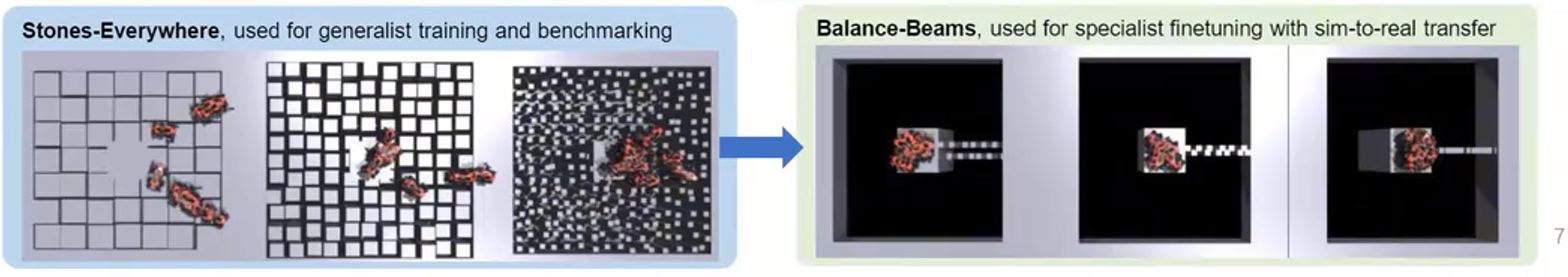 Stones-Everywhere, used for generalist training and benchmarking
Balance-Beams, used for specialist finetuning with sim-to-real transfer
7